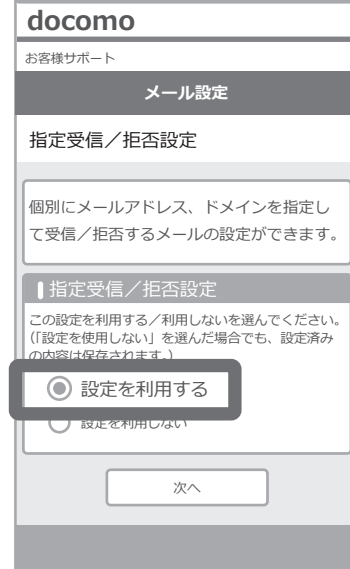 docomo
お客様サポート
メール設定
指定受信／拒否設定
個別にメールアドレス、ドメインを指定し
て受信／拒否するメールの設定ができます。
指定受信／拒否設定
この設定を利用する／利用しないを選んでください。
(「設定を使用しない」を選んだ場合でも、設定済み
の内容は保存されます。)
設定を利用する
設定を利用しない
次へ